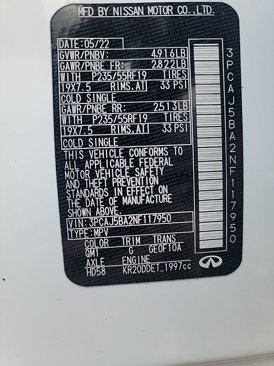 MFD BY NISSAN MOTOR CO.,LTD.
DATE:05/22
GVWR/PNBV: 4916LB
GAWR/PNBE FR: 2822LB
WITH P235/55RF19 TIRES
19X7.5 RIMS,AT 33 PSI
COLD SINGLE
GAWR/PNBE RR: 2513LB
WITH P235/55RF19 TIRES
19X7.5 RIMS,AT 33 PSI
COLD SINGLE
THIS VEHICLE CONFORMS TO
ALL APPLICABLE FEDERAL
MOTOR VEHICLE SAFETY
AND THEFT PREVENTION
STANDARDS IN EFFECT ON
THE DATE OF MANUFACTURE
SHOWN ABOVE.
VIN:3PCAJ5BA2NF117950
TYPE:MPV
COLOR TRIM TRANS
QM1 G GE0F10A
AXLE ENGINE
HD58 KR20DDET 1997cc
INFINITI
3PCAJ5BA2NF117950